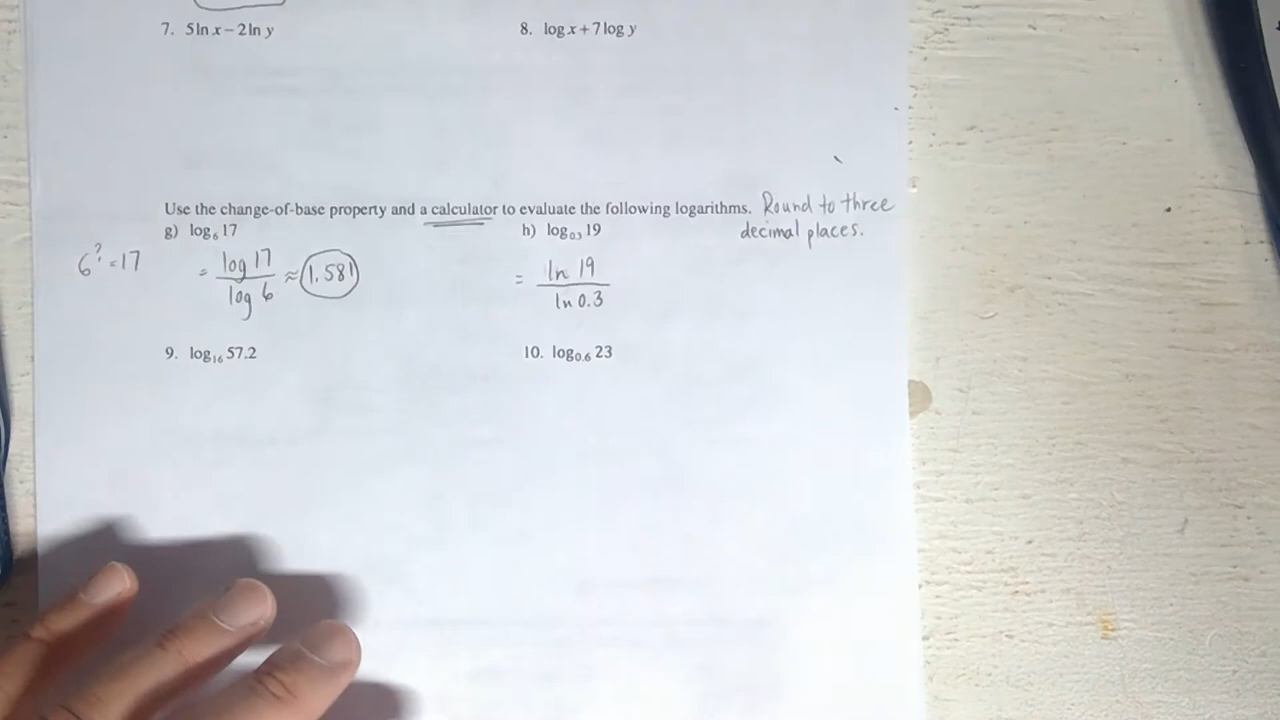 7. 5 ln x − 2 ln y
8. log x + 7 log y
Use the change-of-base property and a calculator to evaluate the following logarithms. Round to three
decimal places.
g) log₆ 17
h) log₀.₃ 19
6^? = 17
= log 17 / log 6 ≈ 1.581
= ln 19 / ln 0.3
9. log₁₆ 57.2
10. log₀.₆ 23